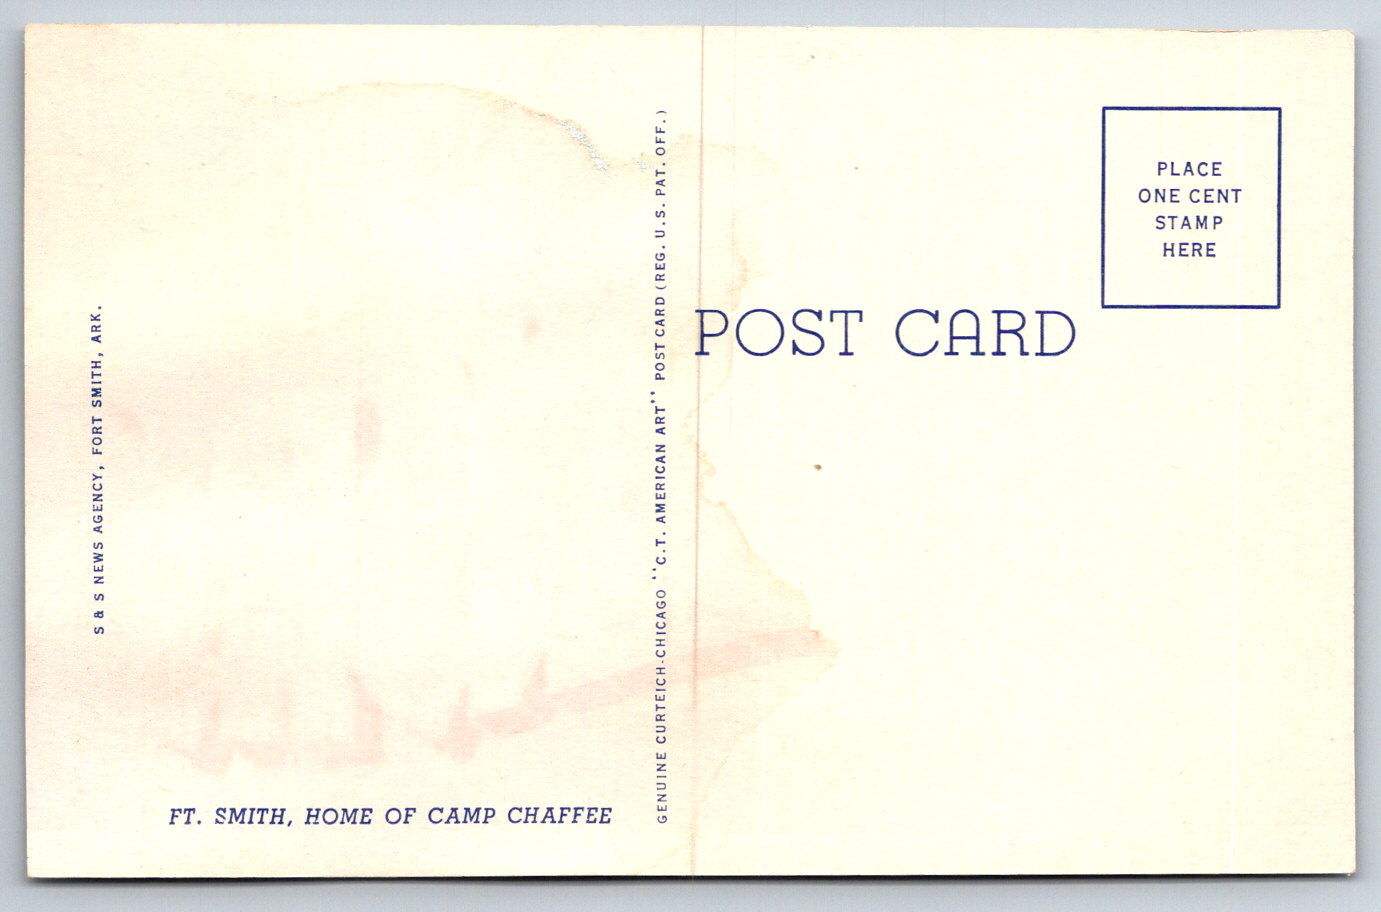 S & S NEWS AGENCY, FORT SMITH, ARK.
FT. SMITH, HOME OF CAMP CHAFFEE
GENUINE CURTEICH-CHICAGO "C.T. AMERICAN ART" POST CARD (REG. U.S. PAT. OFF.)
POST CARD
PLACE
ONE CENT
STAMP
HERE